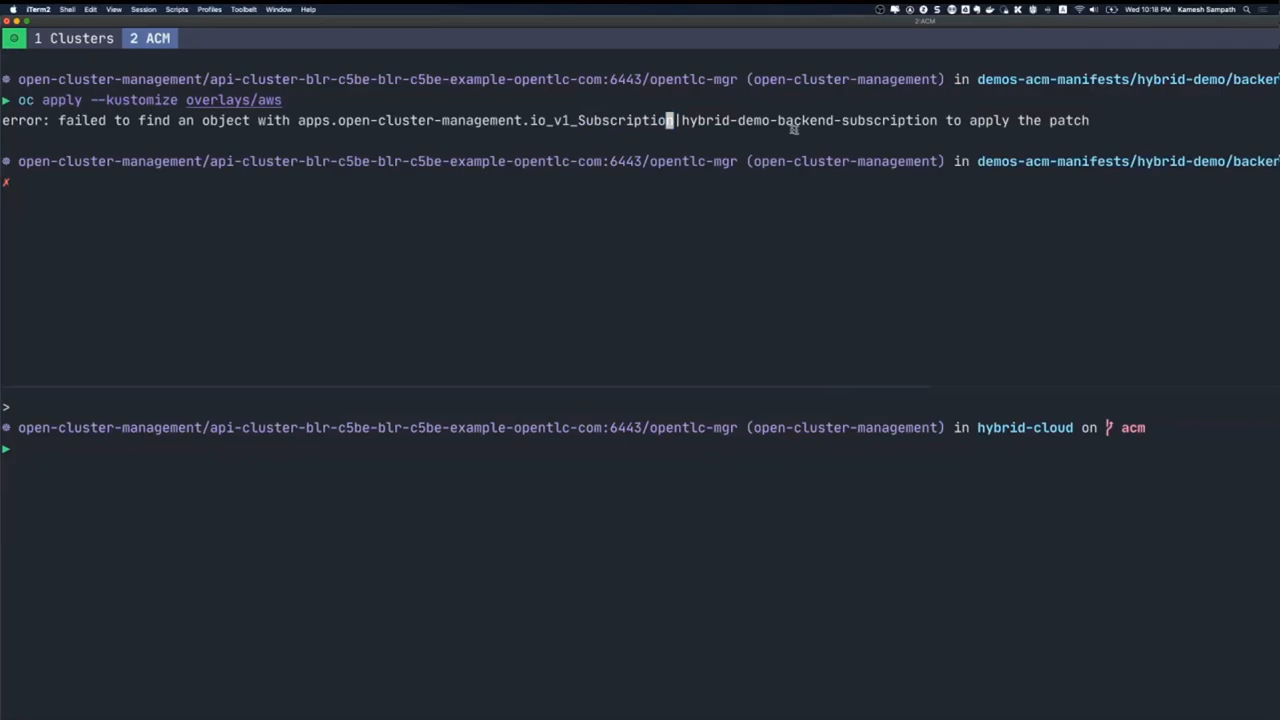 iTerm2 Shell Edit View Session Scripts Profiles Toolbelt Window Help Wed 10:18 PM Kamesh Sampath
2:ACM
1 Clusters 2 ACM
open-cluster-management/api-cluster-blr-c5be-blr-c5be-example-opentlc-com:6443/opentlc-mgr (open-cluster-management) in demos-acm-manifests/hybrid-demo/backen
▶ oc apply --kustomize overlays/aws
error: failed to find an object with apps.open-cluster-management.io_v1_Subscription|hybrid-demo-backend-subscription to apply the patch
open-cluster-management/api-cluster-blr-c5be-blr-c5be-example-opentlc-com:6443/opentlc-mgr (open-cluster-management) in demos-acm-manifests/hybrid-demo/backen
✗
>
open-cluster-management/api-cluster-blr-c5be-blr-c5be-example-opentlc-com:6443/opentlc-mgr (open-cluster-management) in hybrid-cloud on acm
▶